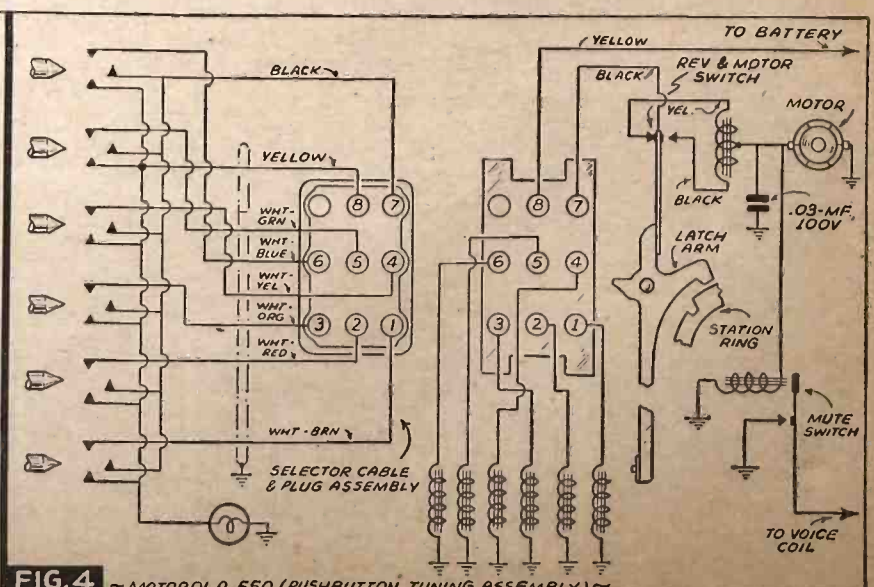 TO BATTERY
YELLOW
BLACK
REV & MOTOR
SWITCH
BLACK
YEL.
MOTOR
YELLOW
BLACK
.03-MF.
100V
WHT-
GRN
8 7
8 7
LATCH
ARM
WHT-
BLUE
6 5 4
6 5 4
WHT-
YEL
WHT-
ORG
3 2 1
3 2 1
STATION
RING
WHT-
RED
MUTE
SWITCH
WHT-BRN
SELECTOR CABLE
& PLUG ASSEMBLY
TO VOICE
COIL
FIG.4 ~MOTOROLA 550 (PUSHBUTTON TUNING ASSEMBLY)~